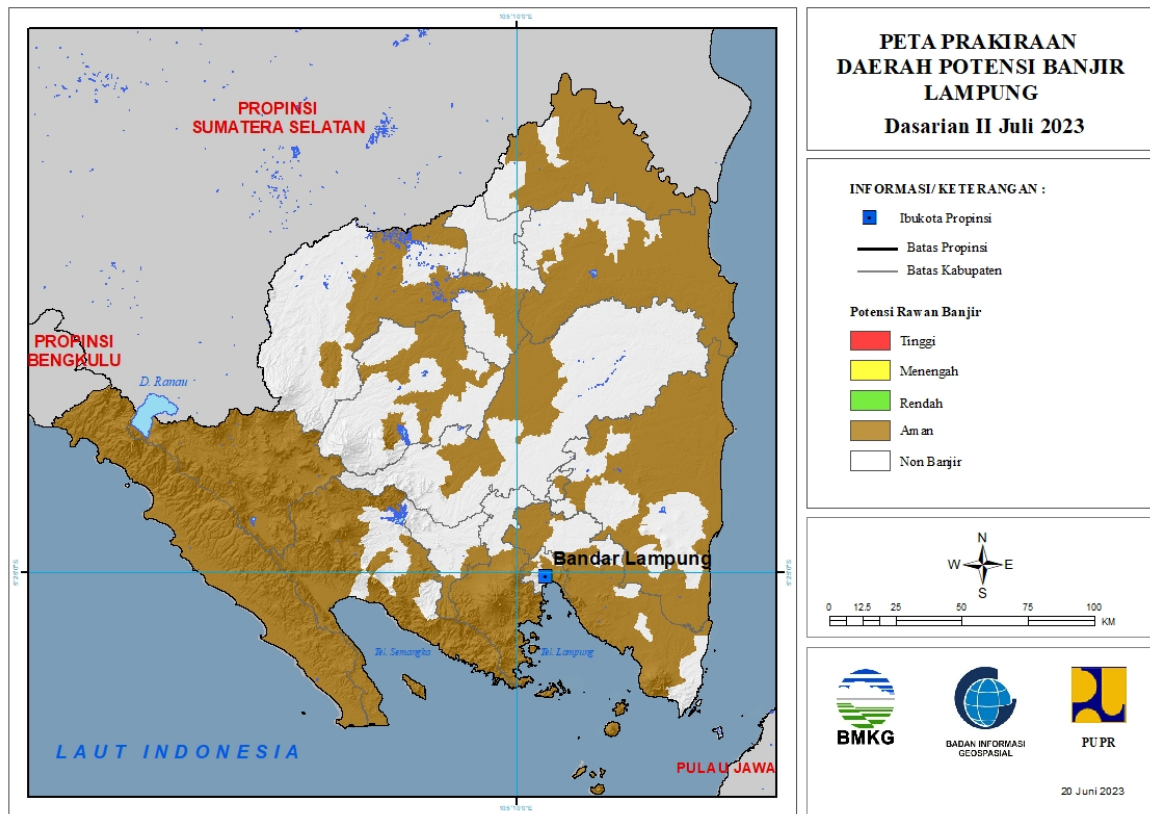 PETA PRAKIRAAN
DAERAH POTENSI BANJIR
LAMPUNG
Dasarian II Juli 2023
INFORMASI/ KETERANGAN :
Ibukota Propinsi
Batas Propinsi
Batas Kabupaten
Potensi Rawan Banjir
Tinggi
Menengah
Rendah
Aman
Non Banjir
N
W
E
S
0 12.5 25 50 75 100
KM
BMKG
BADAN INFORMASI
GEOSPASIAL
PUPR
20 Juni 2023
PROPINSI
SUMATERA SELATAN
PROPINSI
BENGKULU
D. Ranau
Bandar Lampung
Tel. Semangka
Tel. Lampung
LAUT INDONESIA
PULAU JAWA